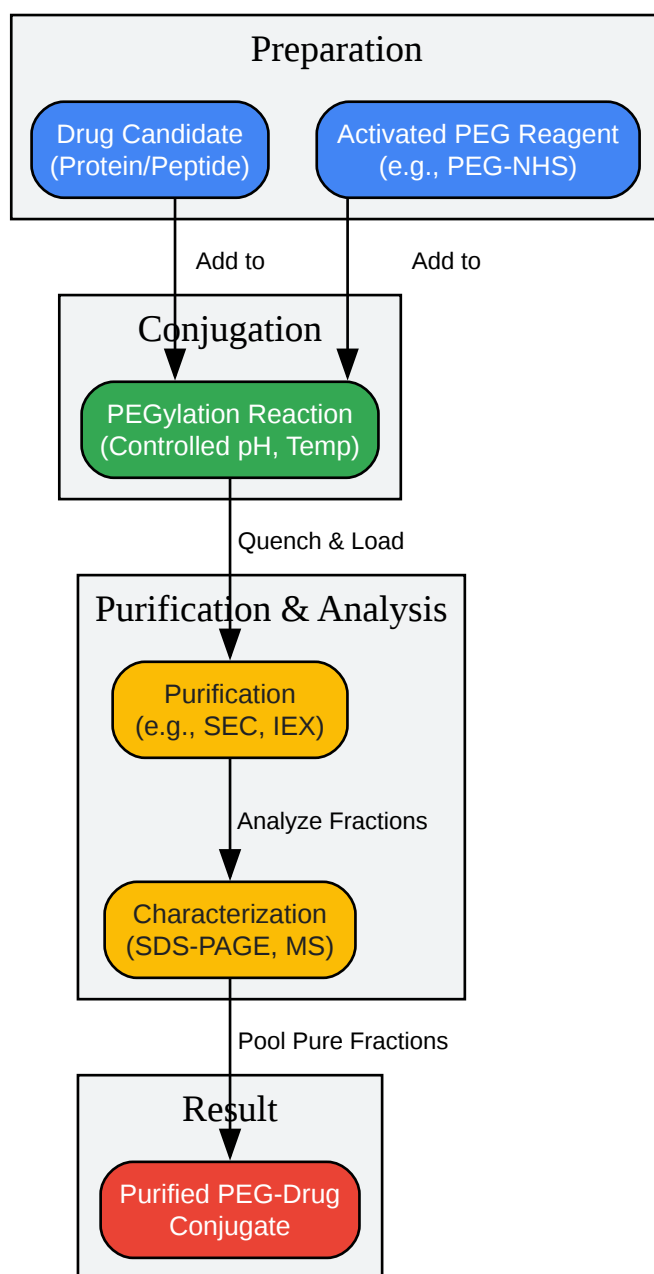 Preparation
Drug Candidate
(Protein/Peptide)
Activated PEG Reagent
(e.g., PEG-NHS)
Add to
Add to
Conjugation
PEGylation Reaction
(Controlled pH, Temp)
Quench & Load
Purification & Analysis
Purification
(e.g., SEC, IEX)
Analyze Fractions
Characterization
(SDS-PAGE, MS)
Pool Pure Fractions
Result
Purified PEG-Drug
Conjugate